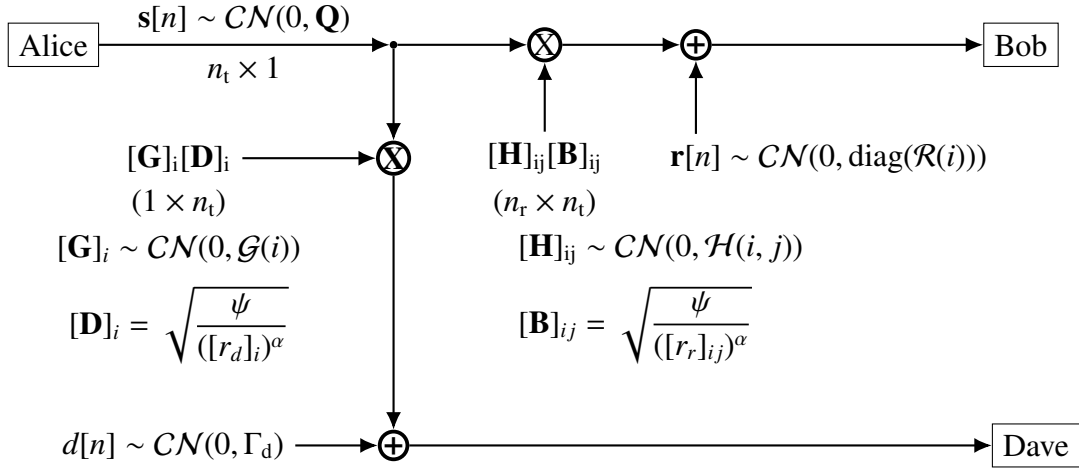 s[n] ∼ 𝒞𝒩(0, Q)
Alice
X
+
Bob
n_t × 1
[G]_i[D]_i
X
[H]_ij[B]_ij
r[n] ∼ 𝒞𝒩(0, diag(ℛ(i)))
(1 × n_t)
(n_r × n_t)
[G]_i ∼ 𝒞𝒩(0, 𝒢(i))
[H]_ij ∼ 𝒞𝒩(0, ℋ(i, j))
[D]_i = √(ψ / ([r_d]_i)^α)
[B]_ij = √(ψ / ([r_r]_ij)^α)
d[n] ∼ 𝒞𝒩(0, Γ_d)
+
Dave